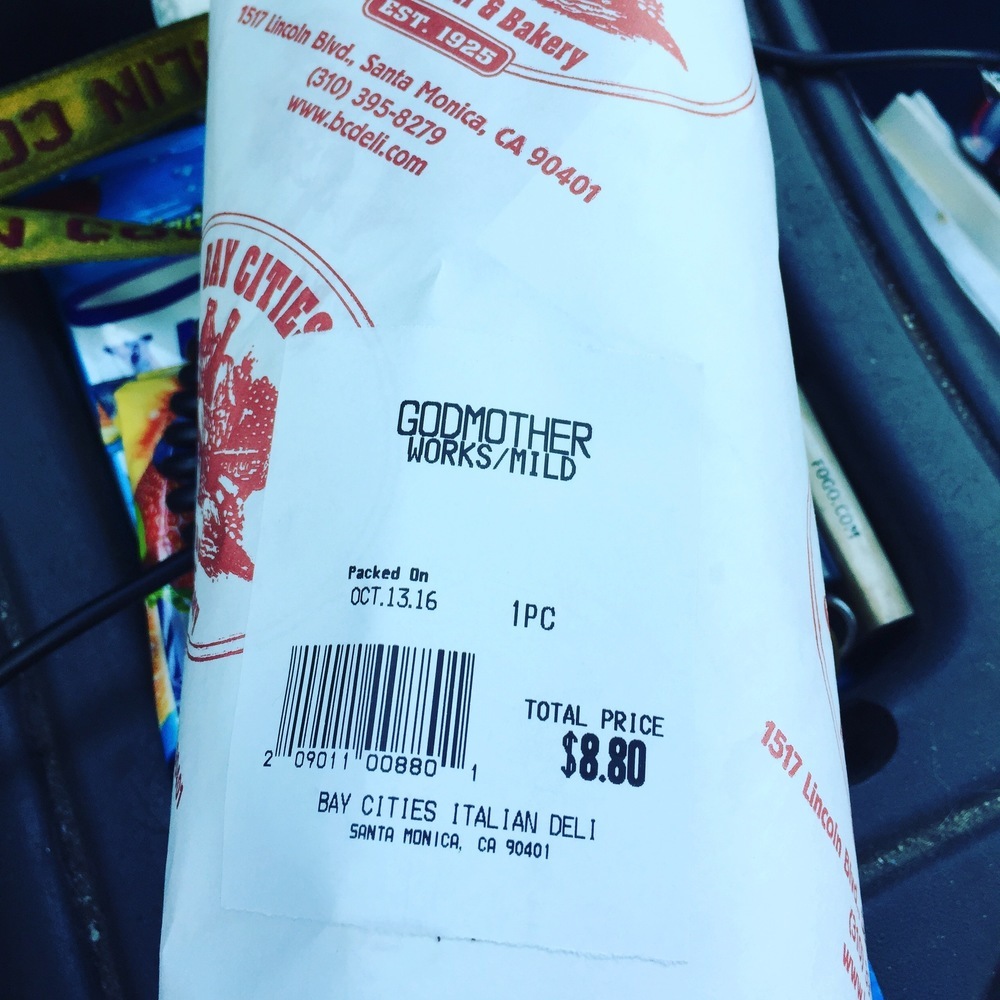 & Bakery
EST. 1925
1517 Lincoln Blvd., Santa Monica, CA 90401
(310) 395-8279
www.bcdeli.com
BAY CITIES
GODMOTHER
WORKS/MILD
Packed On
OCT.13.16
1PC
TOTAL PRICE
$8.80
2 09011 00880 1
BAY CITIES ITALIAN DELI
SANTA MONICA, CA 90401
FOGO.COM
1517 Lincoln Blvd